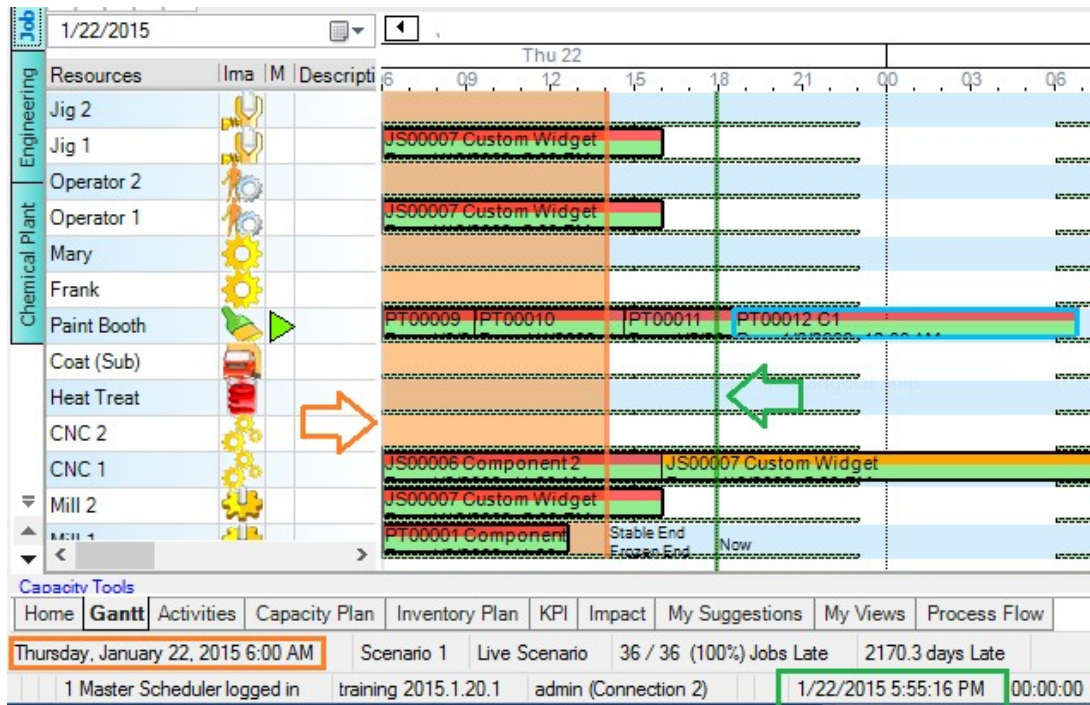 Job
Engineering
Chemical Plant
1/22/2015
Thu 22
Resources Ima M Descripti 6 09 12 15 18 21 00 03 06
Jig 2
Jig 1 JS00007 Custom Widget
Operator 2
Operator 1 JS00007 Custom Widget
Mary
Frank
Paint Booth PT00009 PT00010 PT00011 PT00012 C1
Coat (Sub)
Heat Treat
CNC 2
CNC 1 JS00006 Component 2 JS00007 Custom Widget
Mill 2 JS00007 Custom Widget
Mill 1 PT00001 Component Stable End
Frozen End Now
Capacity Tools
Home Gantt Activities Capacity Plan Inventory Plan KPI Impact My Suggestions My Views Process Flow
Thursday, January 22, 2015 6:00 AM Scenario 1 Live Scenario 36 / 36 (100%) Jobs Late 2170.3 days Late
1 Master Scheduler logged in training 2015.1.20.1 admin (Connection 2) 1/22/2015 5:55:16 PM 00:00:00